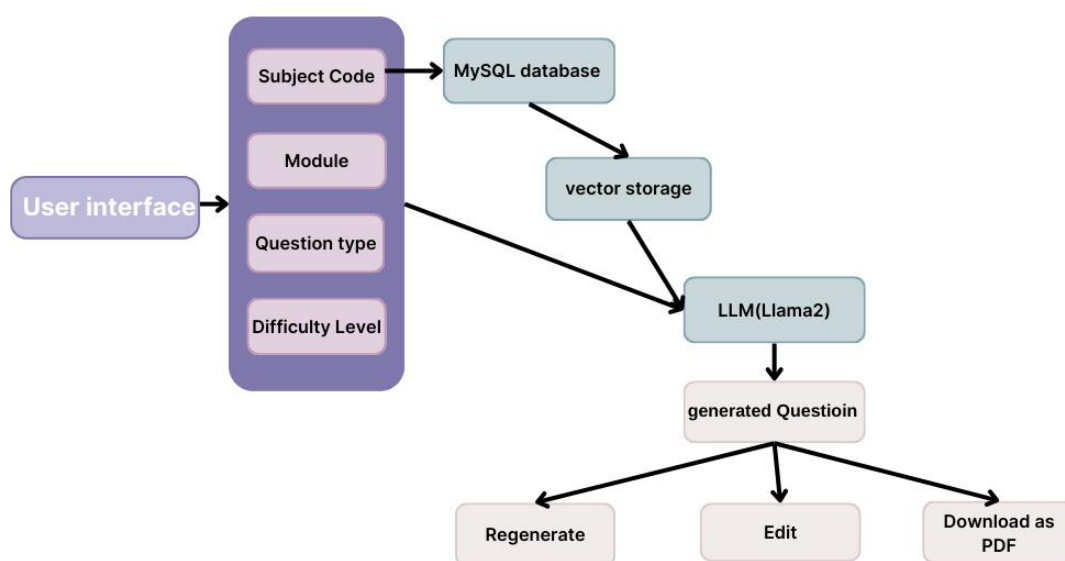 Subject Code
MySQL database
Module
vector storage
User interface
Question type
LLM(Llama2)
Difficulty Level
generated Questioin
Regenerate
Edit
Download as
PDF